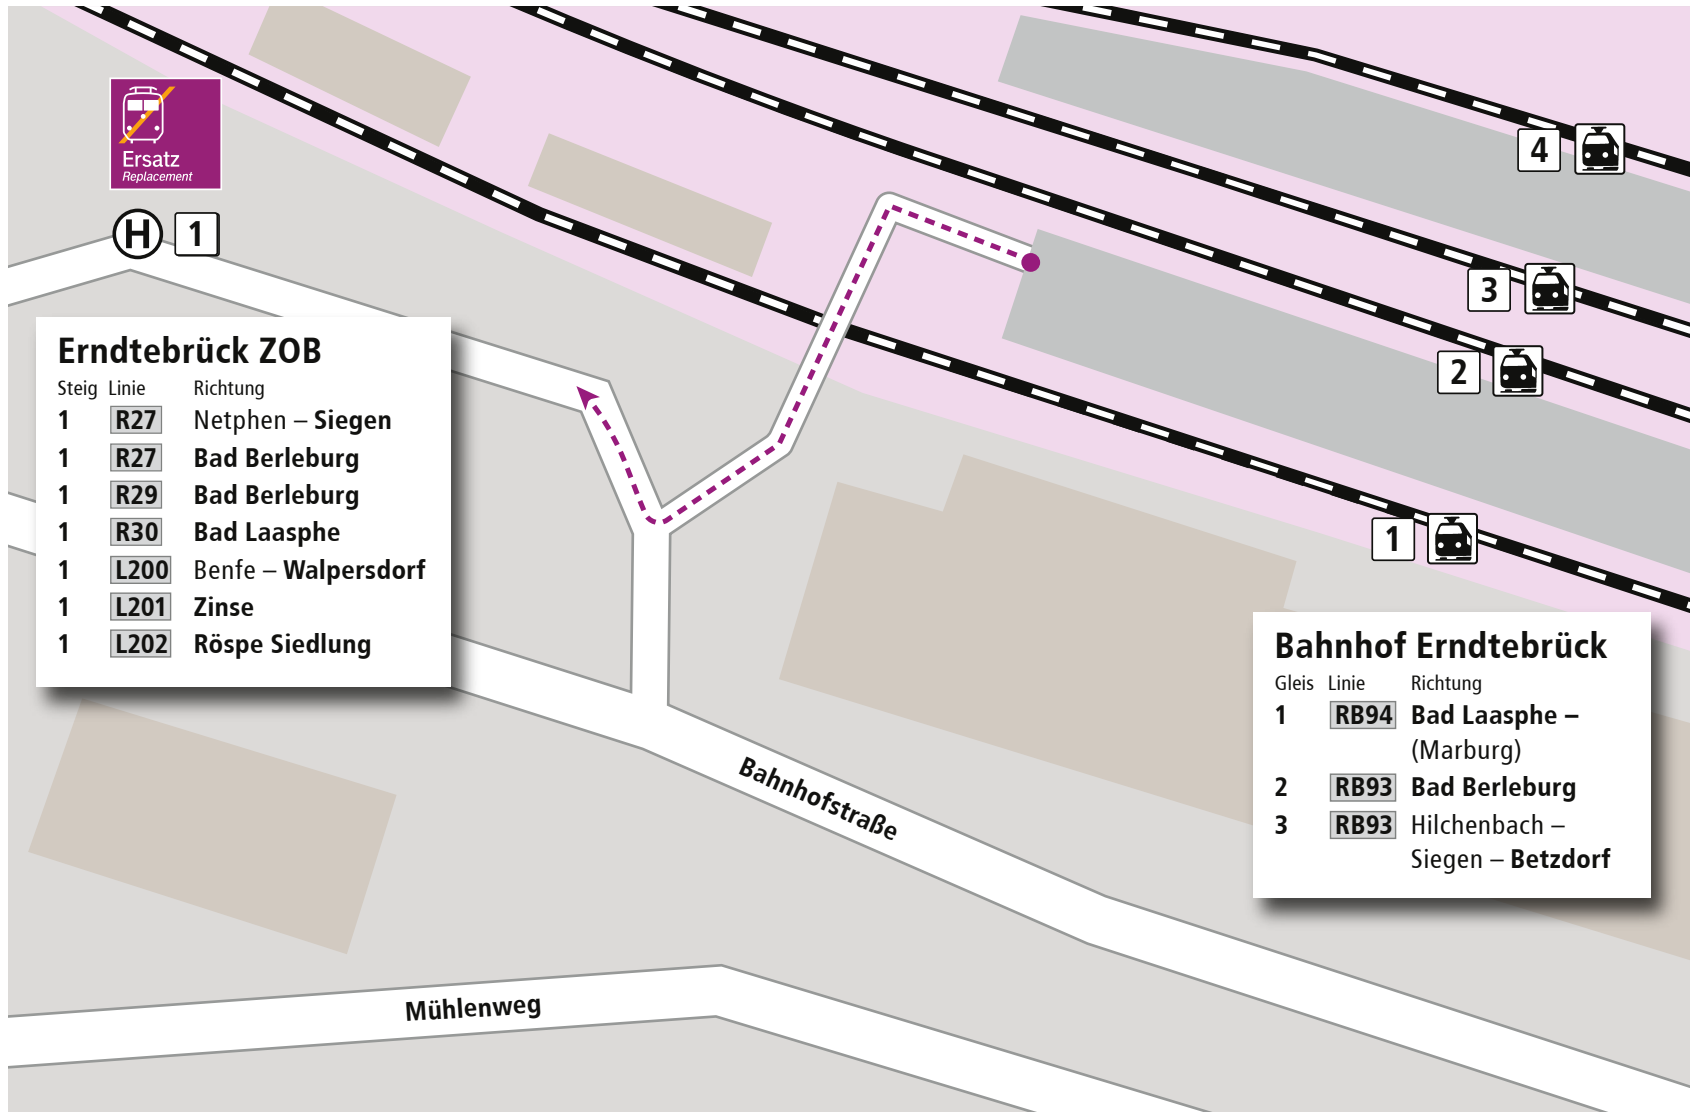 Ersatz
Replacement
H 1
4
3
2
1
Erndtebrück ZOB
Steig Linie Richtung
1 R27 Netphen – Siegen
1 R27 Bad Berleburg
1 R29 Bad Berleburg
1 R30 Bad Laasphe
1 L200 Benfe – Walpersdorf
1 L201 Zinse
1 L202 Röspe Siedlung
Bahnhof Erndtebrück
Gleis Linie Richtung
1 RB94 Bad Laasphe –
(Marburg)
2 RB93 Bad Berleburg
3 RB93 Hilchenbach –
Siegen – Betzdorf
Bahnhofstraße
Mühlenweg